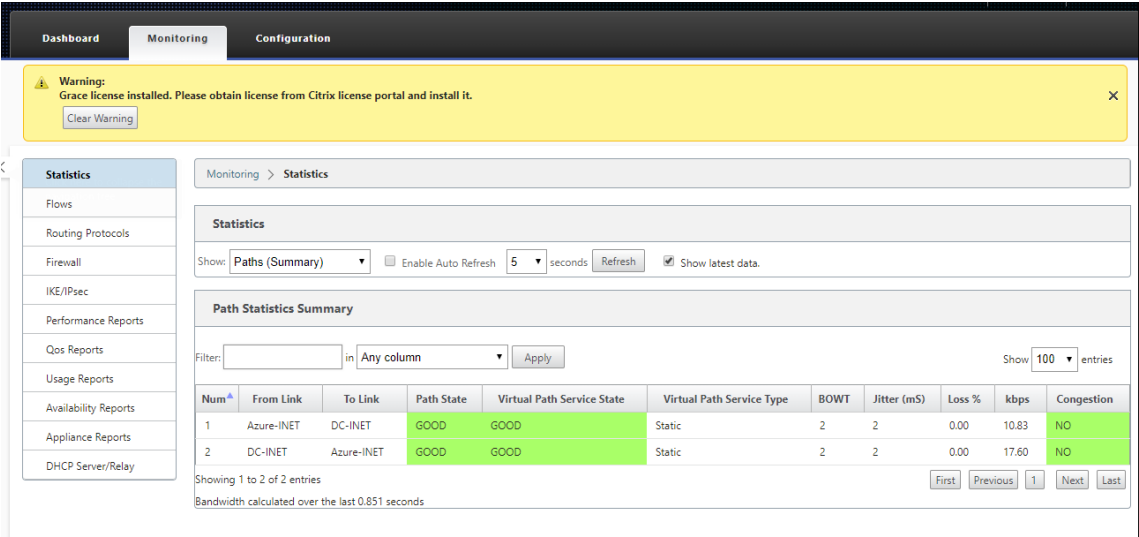 Dashboard Monitoring Configuration
Warning:
Grace license installed. Please obtain license from Citrix license portal and install it.
Clear Warning
Statistics
Flows
Routing Protocols
Firewall
IKE/IPsec
Performance Reports
Qos Reports
Usage Reports
Availability Reports
Appliance Reports
DHCP Server/Relay
Monitoring > Statistics
Statistics
Show: Paths (Summary) Enable Auto Refresh 5 seconds Refresh Show latest data.
Path Statistics Summary
Filter: in Any column Apply Show 100 entries
Num From Link To Link Path State Virtual Path Service State Virtual Path Service Type BOWT Jitter (mS) Loss % kbps Congestion
1 Azure-INET DC-INET GOOD GOOD Static 2 2 0.00 10.83 NO
2 DC-INET Azure-INET GOOD GOOD Static 2 2 0.00 17.60 NO
Showing 1 to 2 of 2 entries First Previous 1 Next Last
Bandwidth calculated over the last 0.851 seconds